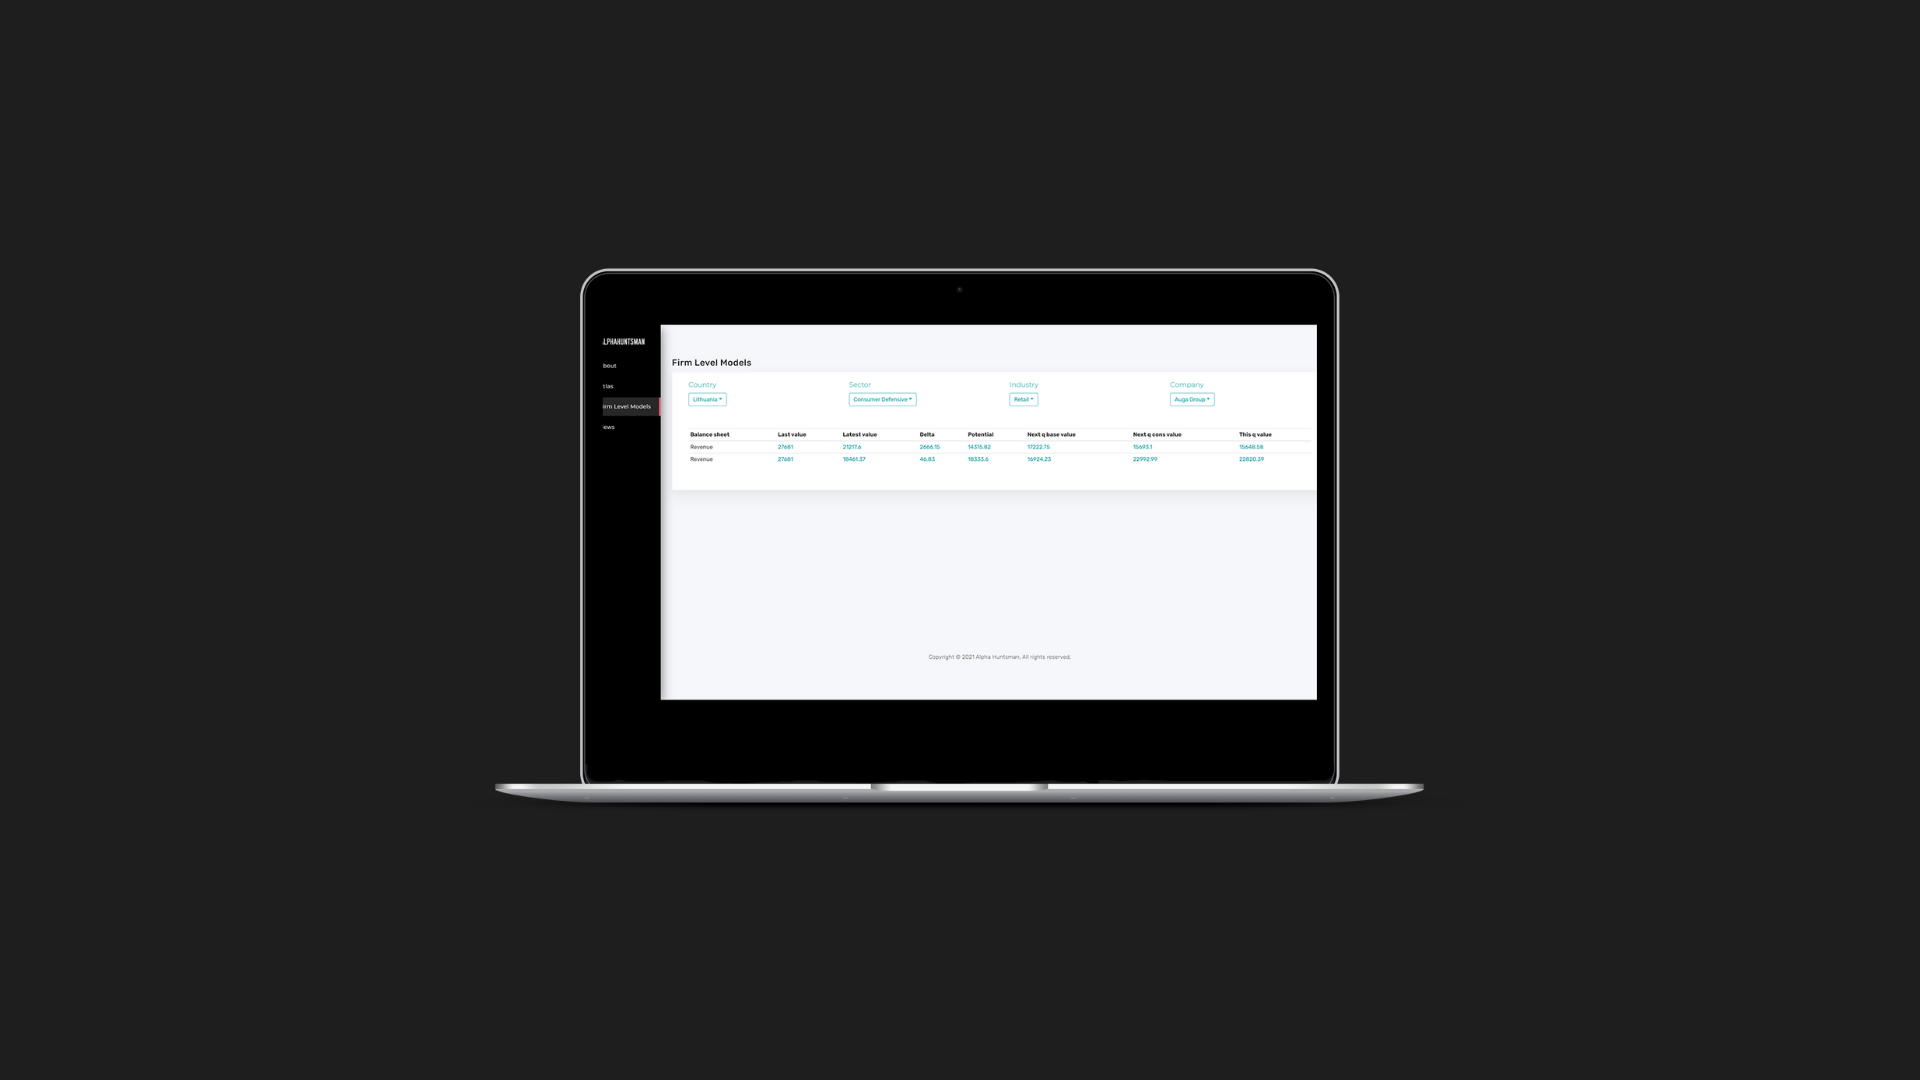 LPHAHUNTSMAN
bout
tlas
irm Level Models
ews
Firm Level Models
Country Sector Industry Company
Lithuania Consumer Defensive Retail Auga Group
Balance sheet Last value Latest value Delta Potential Next q base value Next q cons value This q value
Revenue 27681 21217.6 2666.15 14315.82 17222.75 15693.1 15648.58
Revenue 27681 18461.37 46.83 18333.6 16924.23 22992.99 22820.39
Copyright © 2021 Alpha Huntsman, All rights reserved.